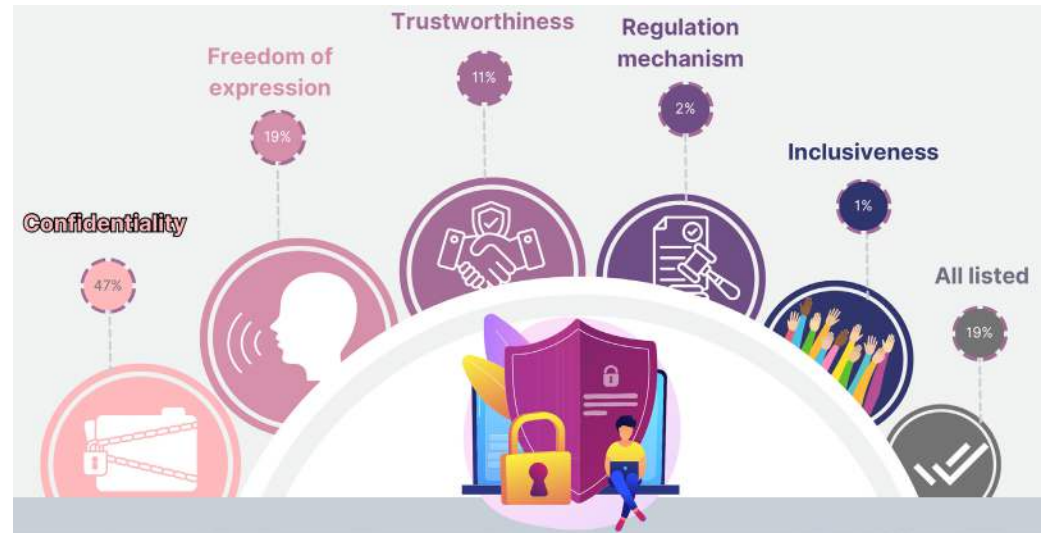 Trustworthiness
11%
Regulation
mechanism
2%
Freedom of
expression
19%
Inclusiveness
1%
Confidentiality
47%
All listed
19%